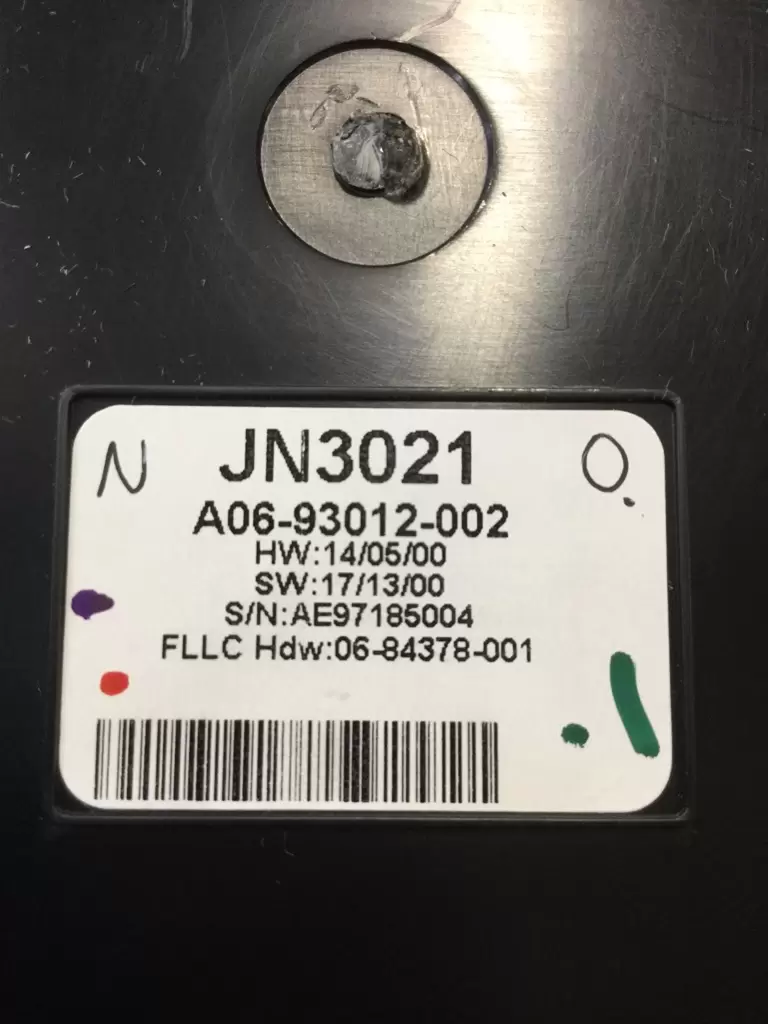 N JN3021 O.
A06-93012-002
HW:14/05/00
SW:17/13/00
S/N:AE97185004
FLLC Hdw:06-84378-001